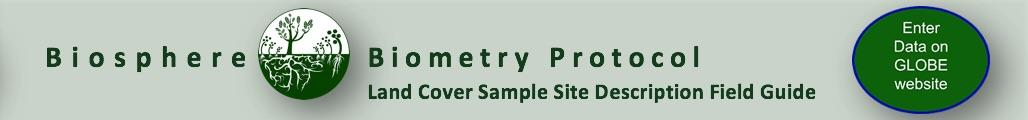 Biosphere Biometry Protocol
Land Cover Sample Site Description Field Guide
Enter
Data on
GLOBE
website